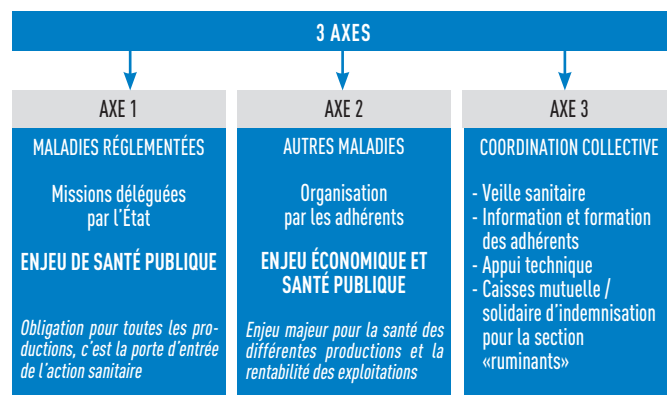 3 AXES
AXE 1
MALADIES RÉGLEMENTÉES
Missions déléguées
par l'État
ENJEU DE SANTÉ PUBLIQUE
Obligation pour toutes les pro-
ductions, c'est la porte d'entrée
de l'action sanitaire
AXE 2
AUTRES MALADIES
Organisation
par les adhérents
ENJEU ÉCONOMIQUE ET
SANTÉ PUBLIQUE
Enjeu majeur pour la santé des
différentes productions et la
rentabilité des exploitations
AXE 3
COORDINATION COLLECTIVE
- Veille sanitaire
- Information et formation
des adhérents
- Appui technique
- Caisses mutuelle /
solidaire d'indemnisation
pour la section
«ruminants»